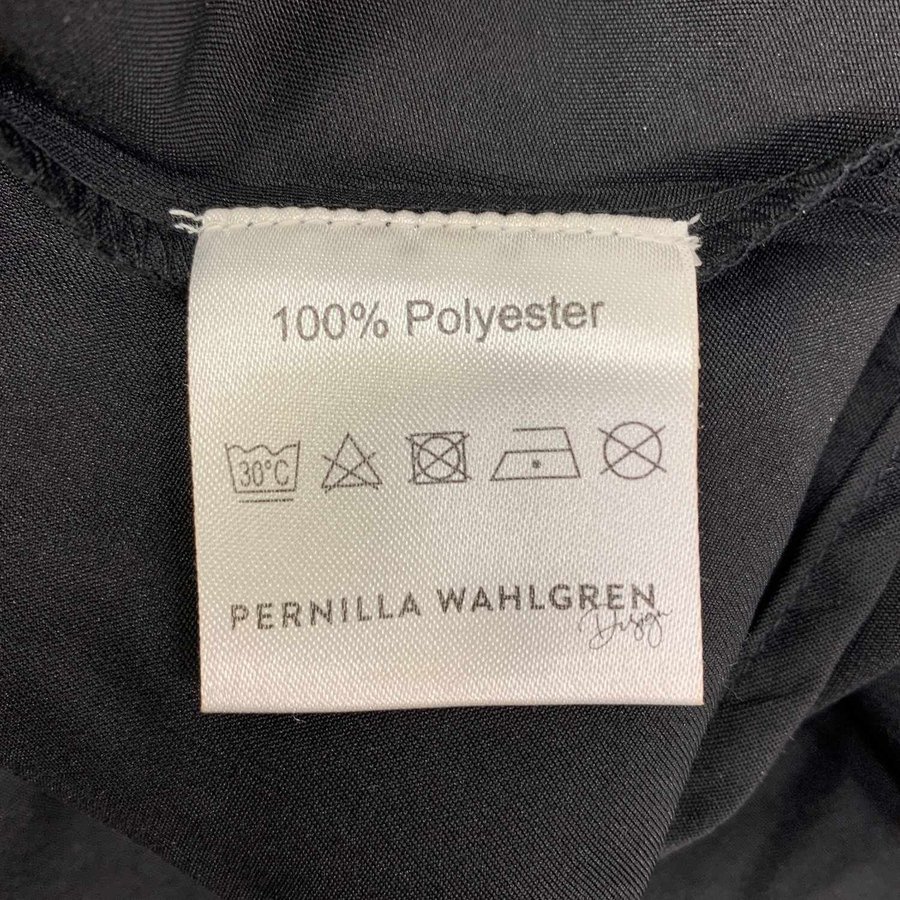 100% Polyester
30°C
PERNILLA WAHLGREN
Design